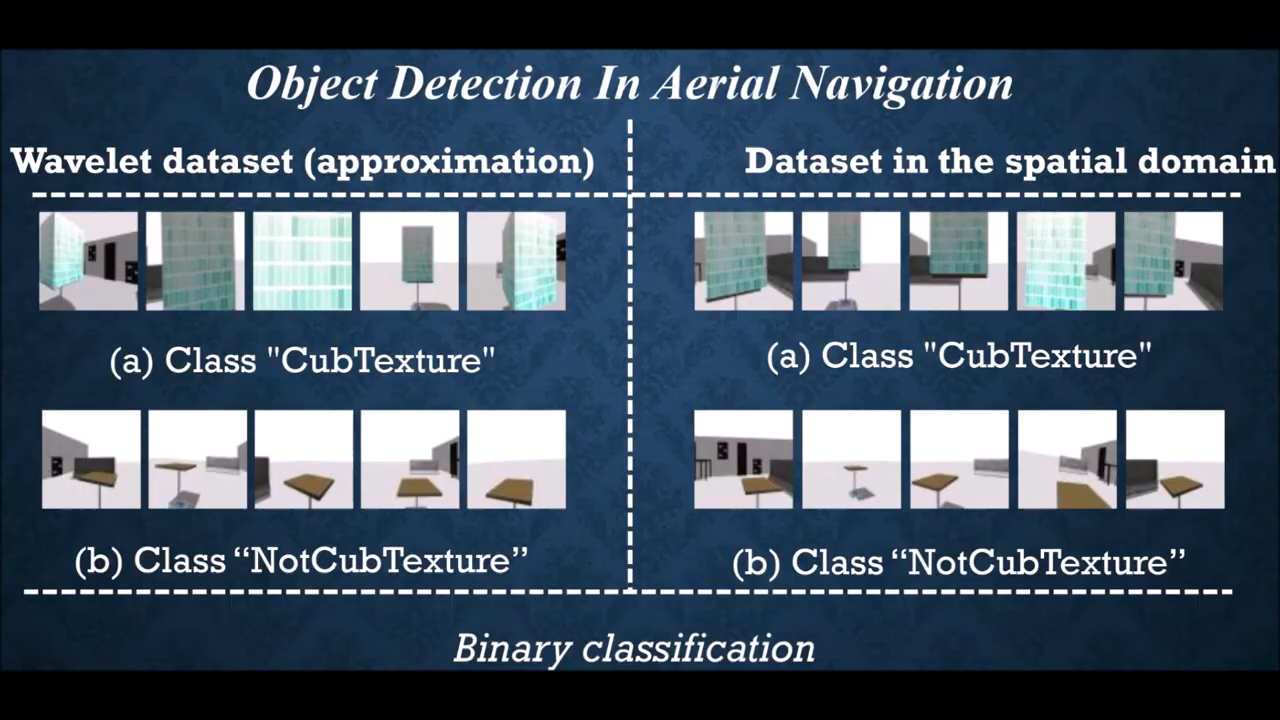 Object Detection In Aerial Navigation
Wavelet dataset (approximation)
(a) Class "CubTexture"
(b) Class “NotCubTexture”
Dataset in the spatial domain
(a) Class "CubTexture"
(b) Class “NotCubTexture”
Binary classification